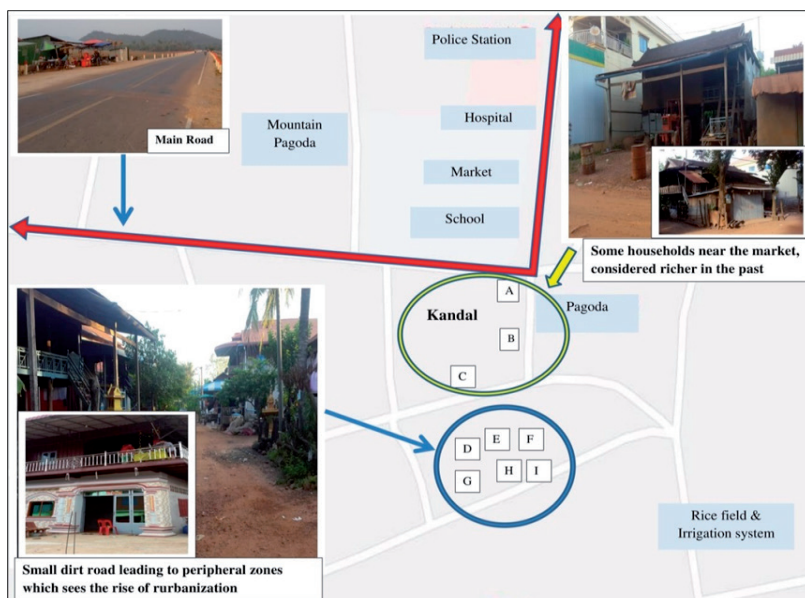 Police Station
Main Road
Mountain
Pagoda
Hospital
Market
School
Some households near the market,
considered richer in the past
A
Kandal
Pagoda
B
C
D
E
F
G
H
I
Rice field &
Irrigation system
Small dirt road leading to peripheral zones
which sees the rise of rurbanization